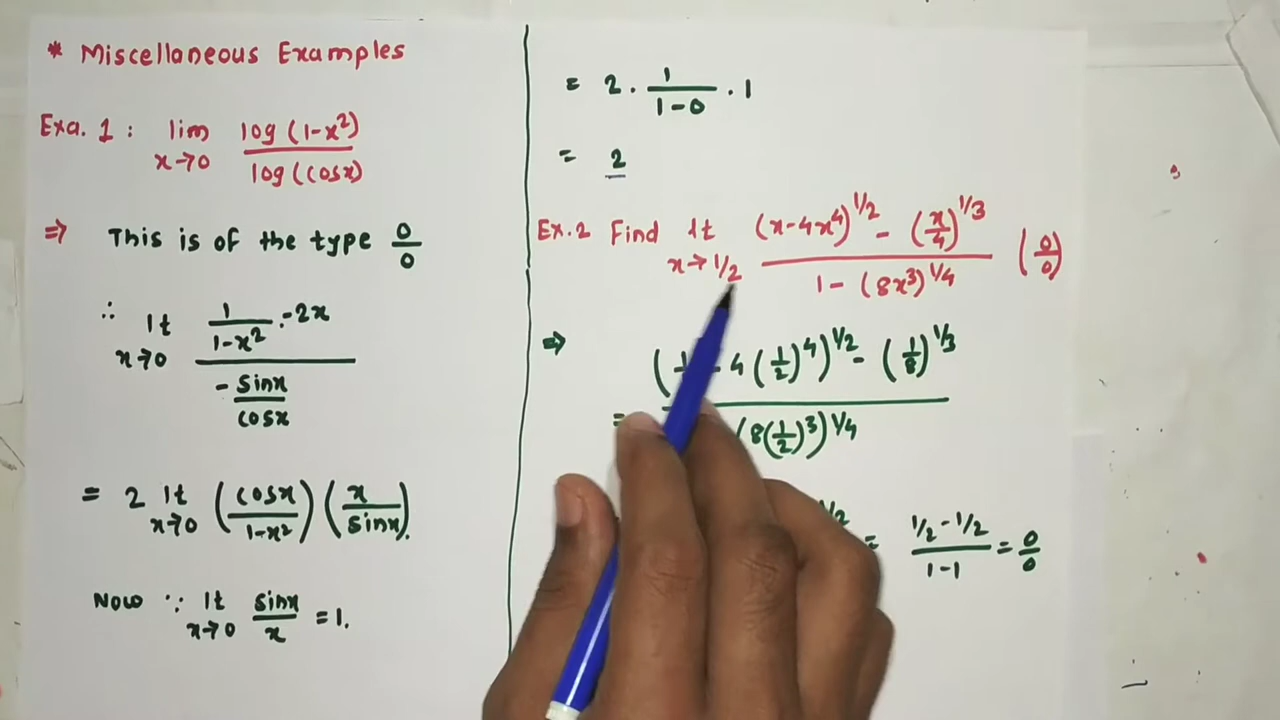 * Miscellaneous Examples
Exa. 1 : lim x→0 log (1-x²) / log (cosx)
⇒ This is of the type 0/0
∴ lt x→0 (1/(1-x²) · -2x) / (- sinx/cosx)
= 2 lt x→0 (cosx/(1-x²)) (x/sinx).
Now ∵ lt x→0 sinx/x = 1.
= 2 · 1/(1-0) · 1
= 2
Ex.2 Find lt x→1/2 ((x-4x⁴)^1/2 - (x/4)^1/3) / (1 - (8x³)^1/4) (0/0)
⇒
= 4 (1/2)⁴)^1/2 - (1/8)^1/3 / (8(1/2)³)^1/4
= (1/2 - 1/2) / (1-1) = 0/0